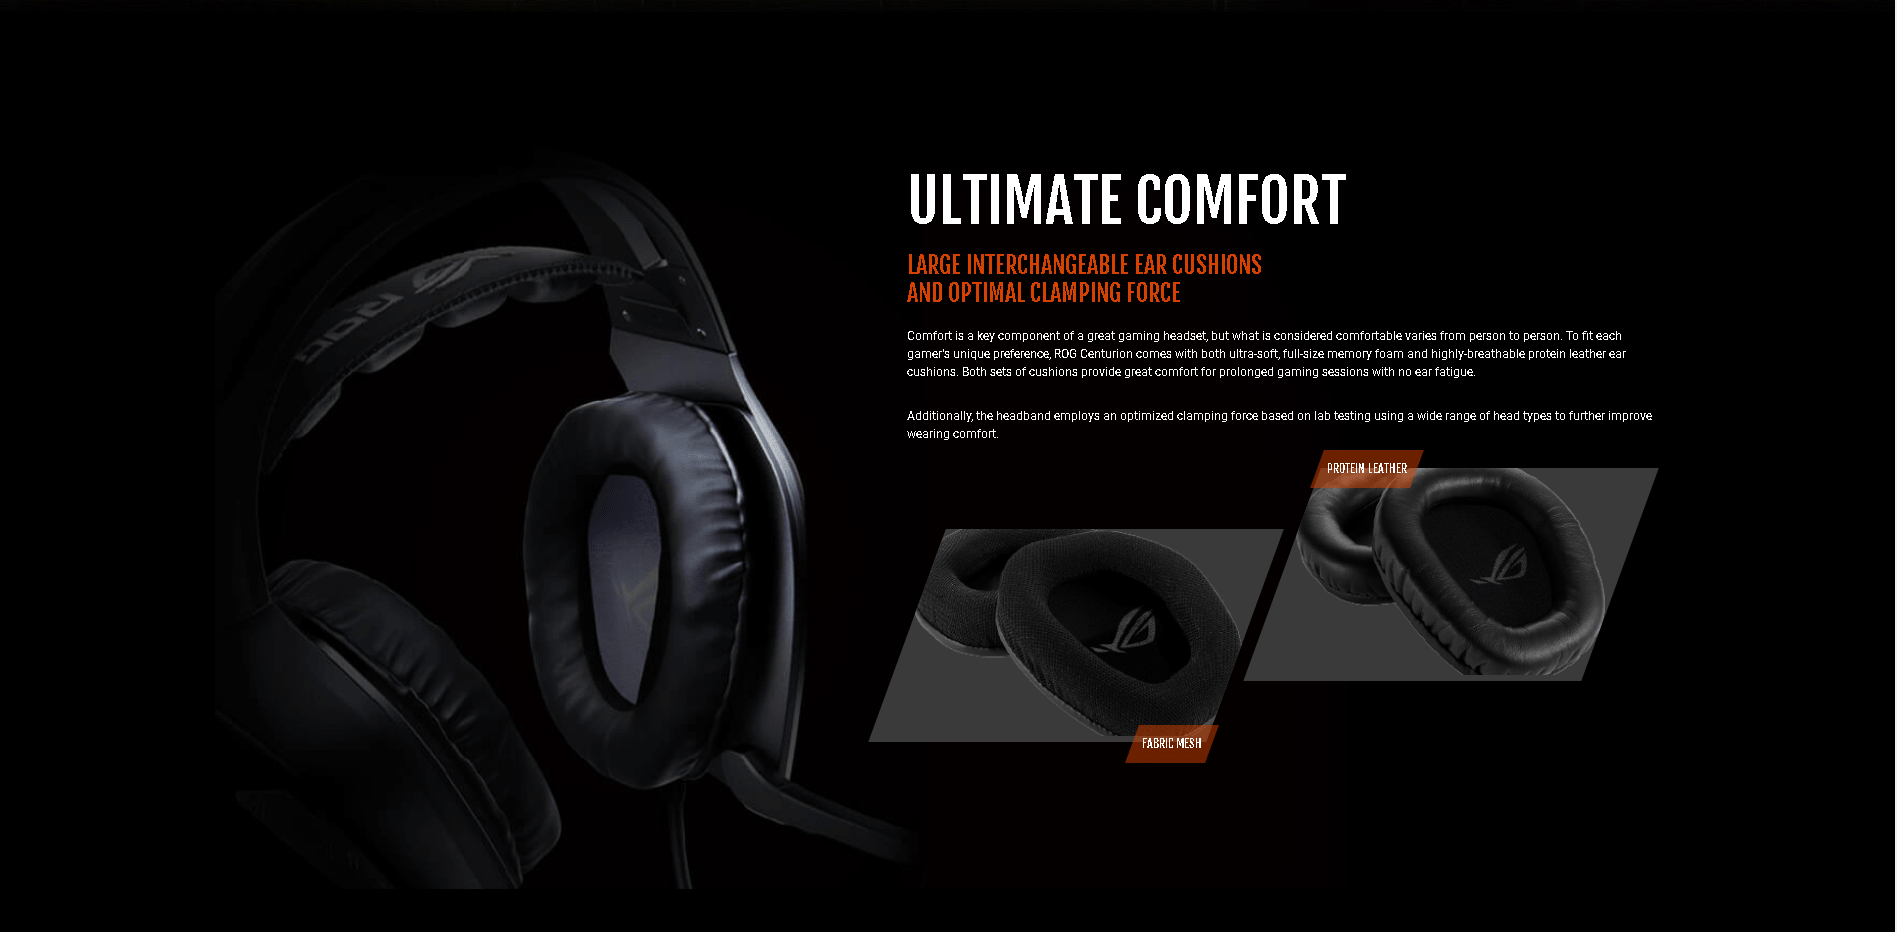 ULTIMATE COMFORT
LARGE INTERCHANGEABLE EAR CUSHIONS
AND OPTIMAL CLAMPING FORCE
Comfort is a key component of a great gaming headset, but what is considered comfortable varies from person to person. To fit each
gamer's unique preference, ROG Centurion comes with both ultra-soft, full-size memory foam and highly-breathable protein leather ear
cushions. Both sets of cushions provide great comfort for prolonged gaming sessions with no ear fatigue.
Additionally, the headband employs an optimized clamping force based on lab testing using a wide range of head types to further improve
wearing comfort.
PROTEIN LEATHER
FABRIC MESH
ROG